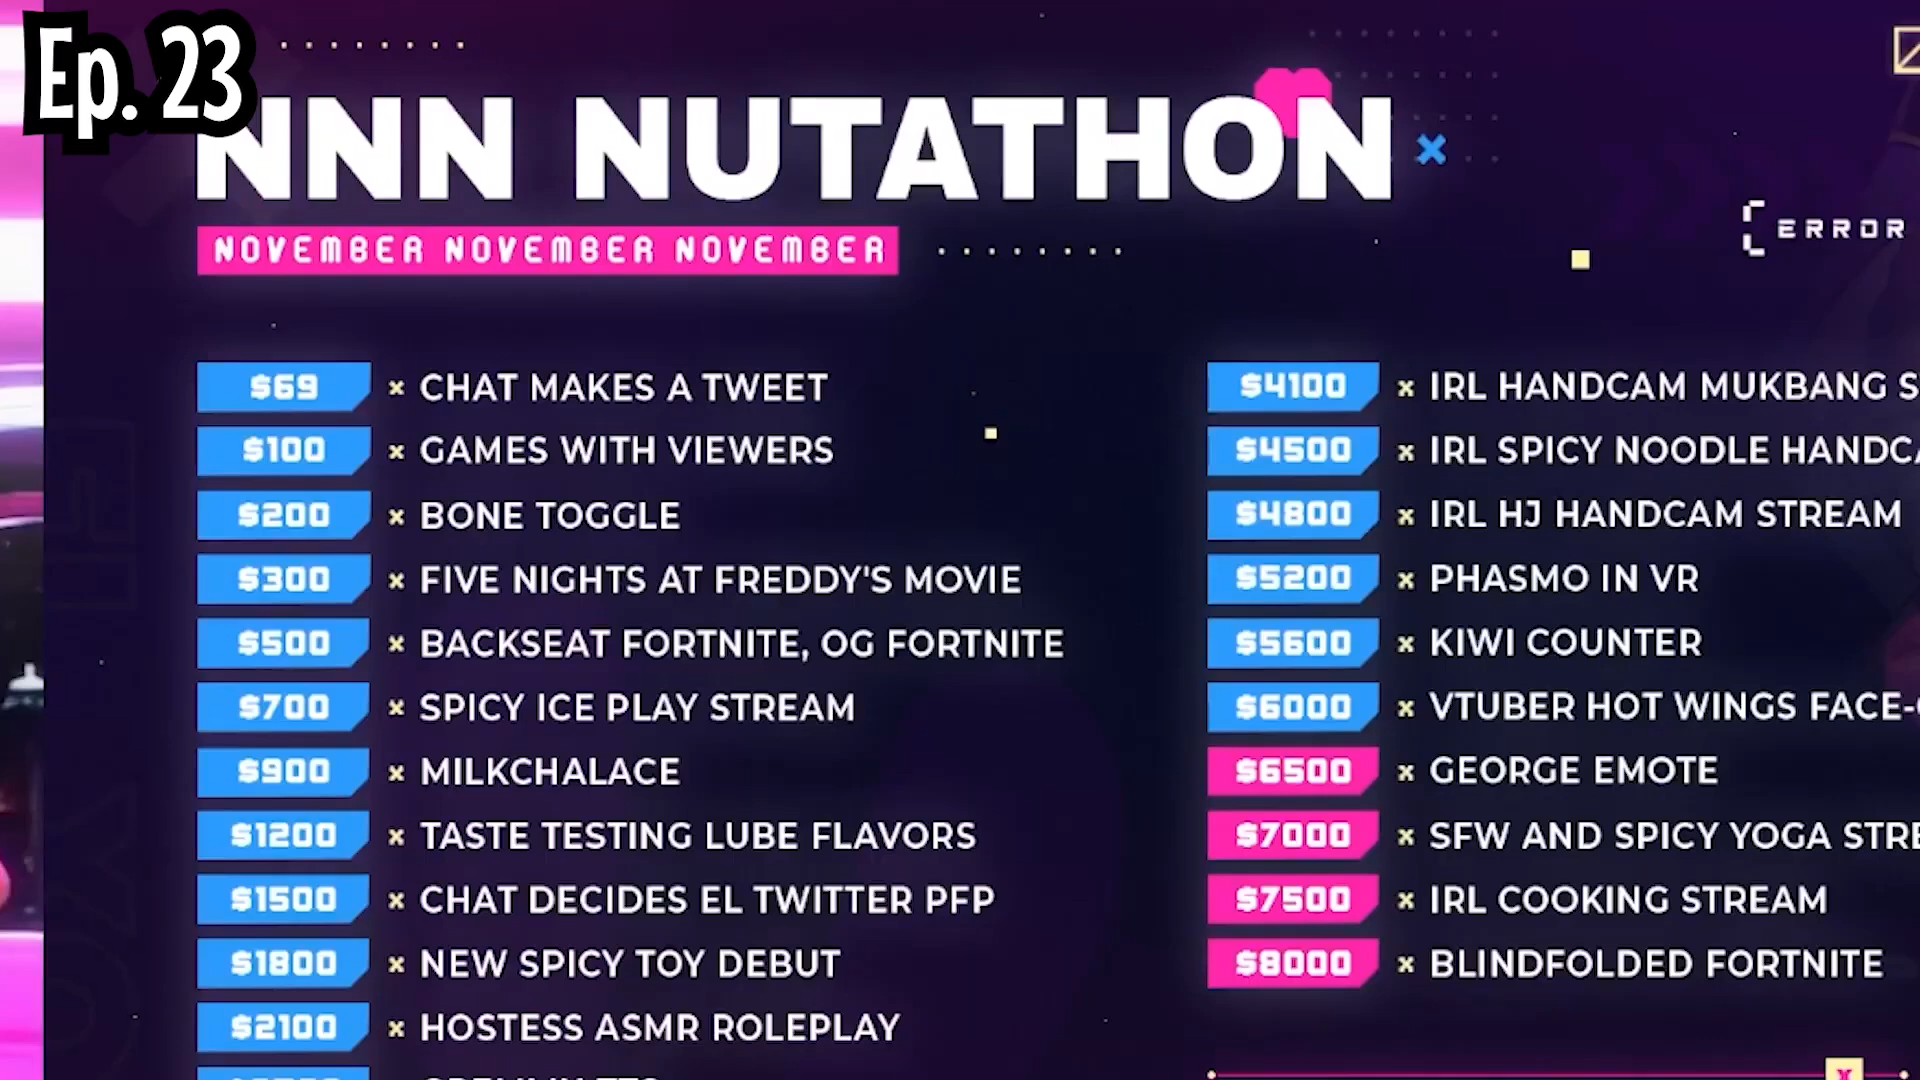 Ep. 23
NNN NUTATHON
NOVEMBER NOVEMBER NOVEMBER
ERROR
$69 × CHAT MAKES A TWEET
$100 × GAMES WITH VIEWERS
$200 × BONE TOGGLE
$300 × FIVE NIGHTS AT FREDDY'S MOVIE
$500 × BACKSEAT FORTNITE, OG FORTNITE
$700 × SPICY ICE PLAY STREAM
$900 × MILKCHALACE
$1200 × TASTE TESTING LUBE FLAVORS
$1500 × CHAT DECIDES EL TWITTER PFP
$1800 × NEW SPICY TOY DEBUT
$2100 × HOSTESS ASMR ROLEPLAY
$4100 × IRL HANDCAM MUKBANG S
$4500 × IRL SPICY NOODLE HANDCA
$4800 × IRL HJ HANDCAM STREAM
$5200 × PHASMO IN VR
$5600 × KIWI COUNTER
$6000 × VTUBER HOT WINGS FACE-
$6500 × GEORGE EMOTE
$7000 × SFW AND SPICY YOGA STRE
$7500 × IRL COOKING STREAM
$8000 × BLINDFOLDED FORTNITE